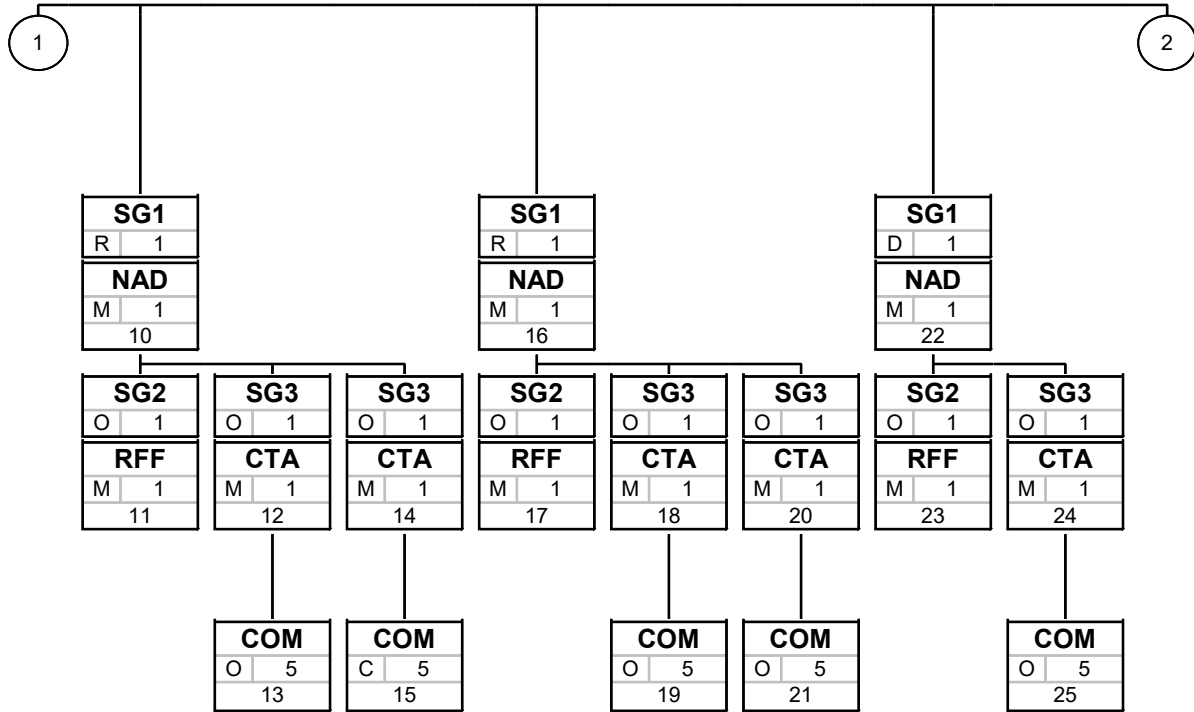 1 2
SG1 SG1 SG1
R 1 R 1 D 1
NAD NAD NAD
M 1 M 1 M 1
10 16 22
SG2 SG3 SG3 SG2 SG3 SG3 SG2 SG3
O 1 O 1 O 1 O 1 O 1 O 1 O 1 O 1
RFF CTA CTA RFF CTA CTA RFF CTA
M 1 M 1 M 1 M 1 M 1 M 1 M 1 M 1
11 12 14 17 18 20 23 24
COM COM COM COM COM
O 5 C 5 O 5 O 5 O 5
13 15 19 21 25